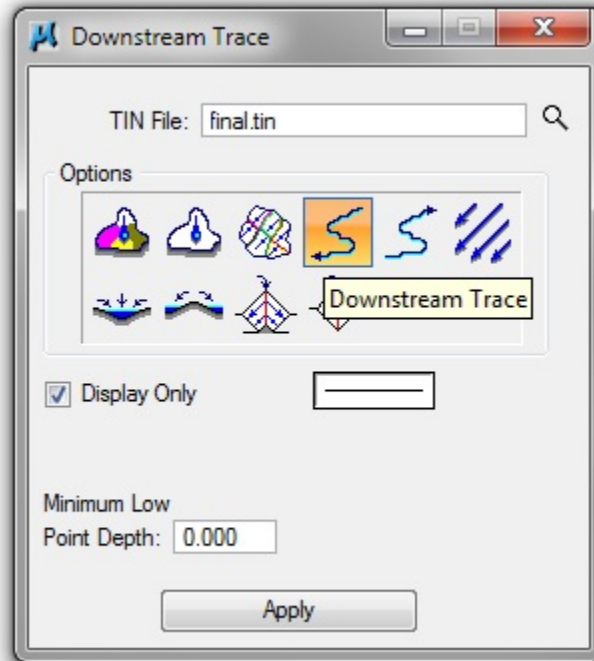 Downstream Trace
TIN File: final.tin
Options
Downstream Trace
Display Only
Minimum Low
Point Depth: 0.000
Apply